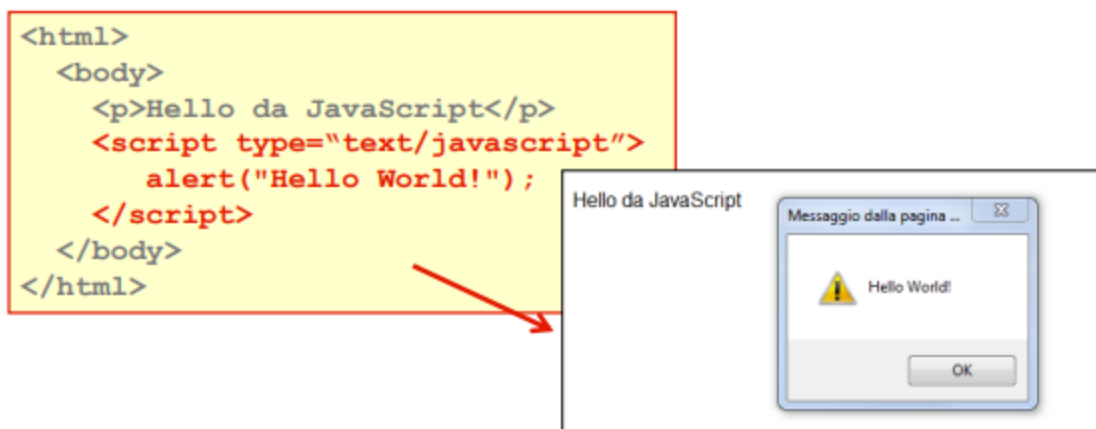 <html>
<body>
<p>Hello da JavaScript</p>
<script type=“text/javascript”>
alert("Hello World!");
</script>
</body>
</html>
Hello da JavaScript
Messaggio dalla pagina ...
Hello World!
OK